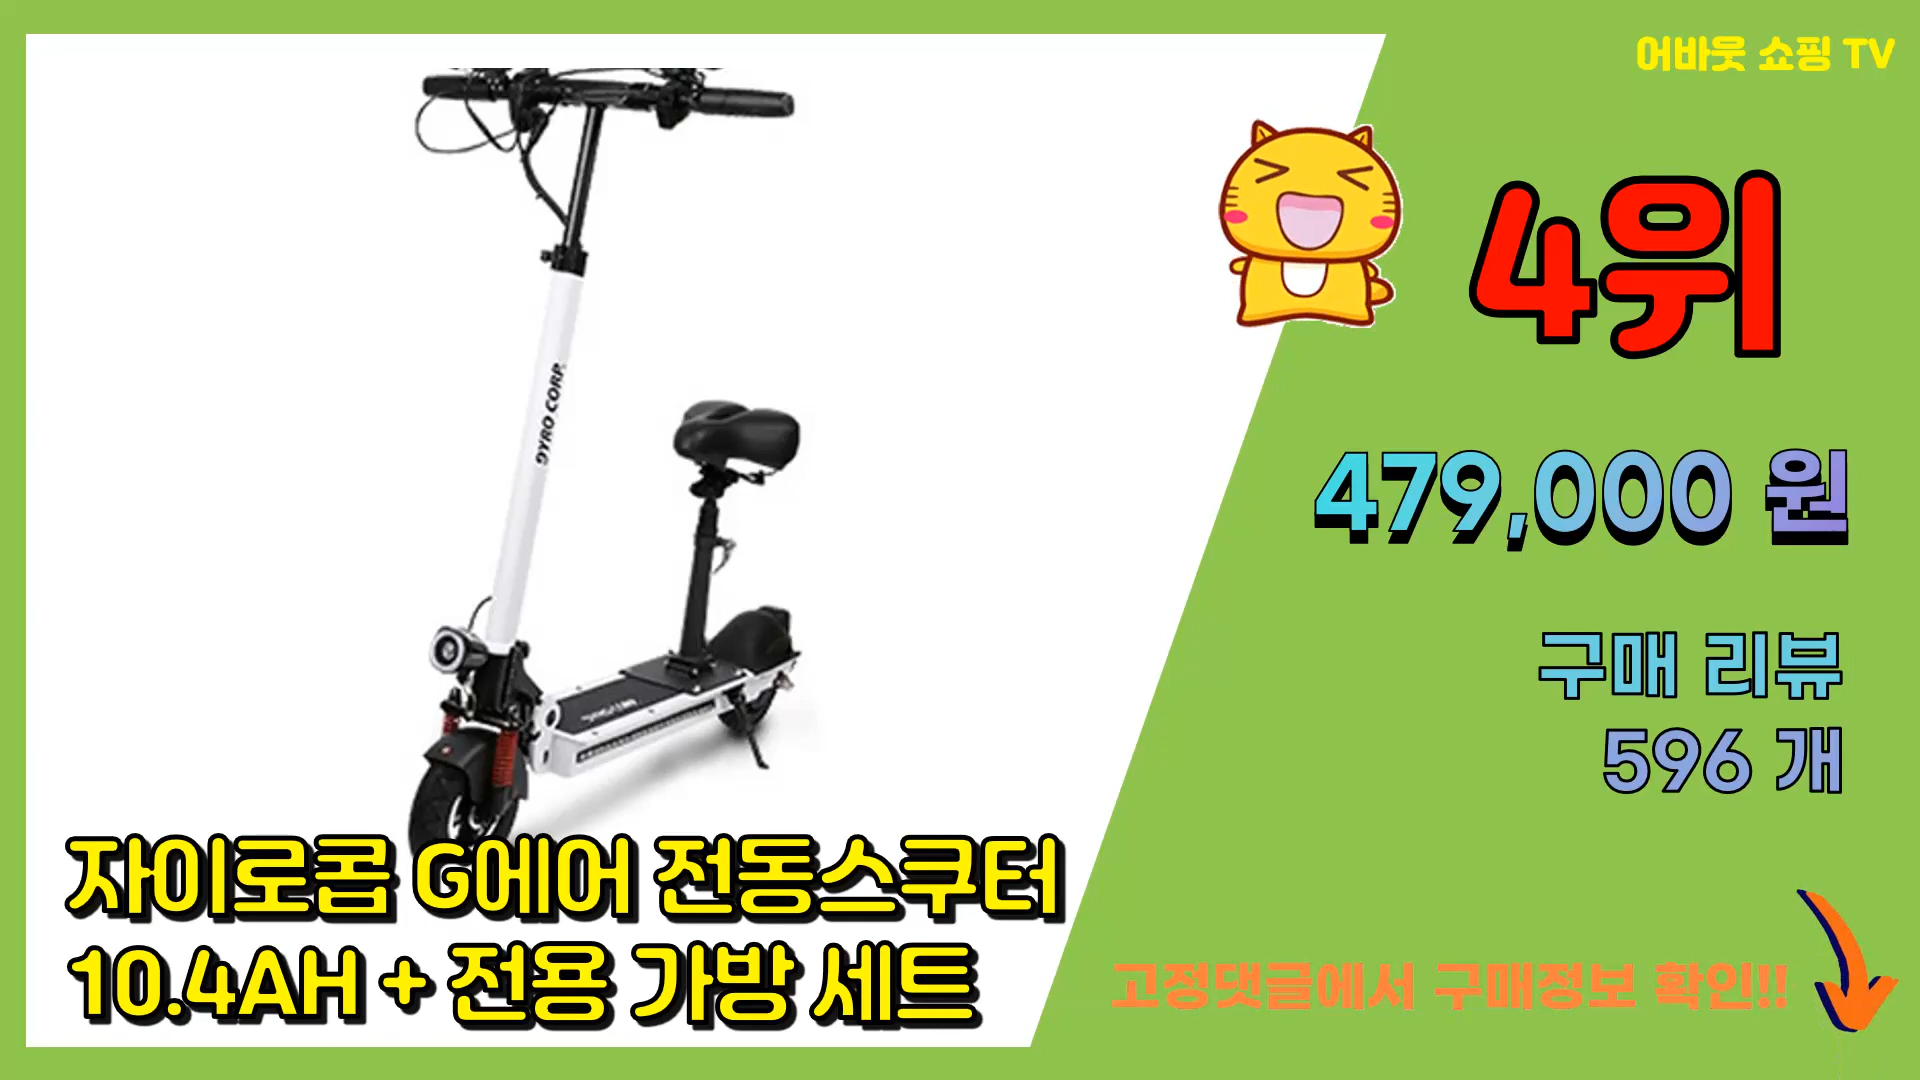 어바웃 쇼핑 TV
4위
479,000 원
구매 리뷰
596 개
GYRO CORP.
자이로콥 G에어 전동스쿠터
10.4AH + 전용 가방 세트
고정댓글에서 구매정보 확인!!